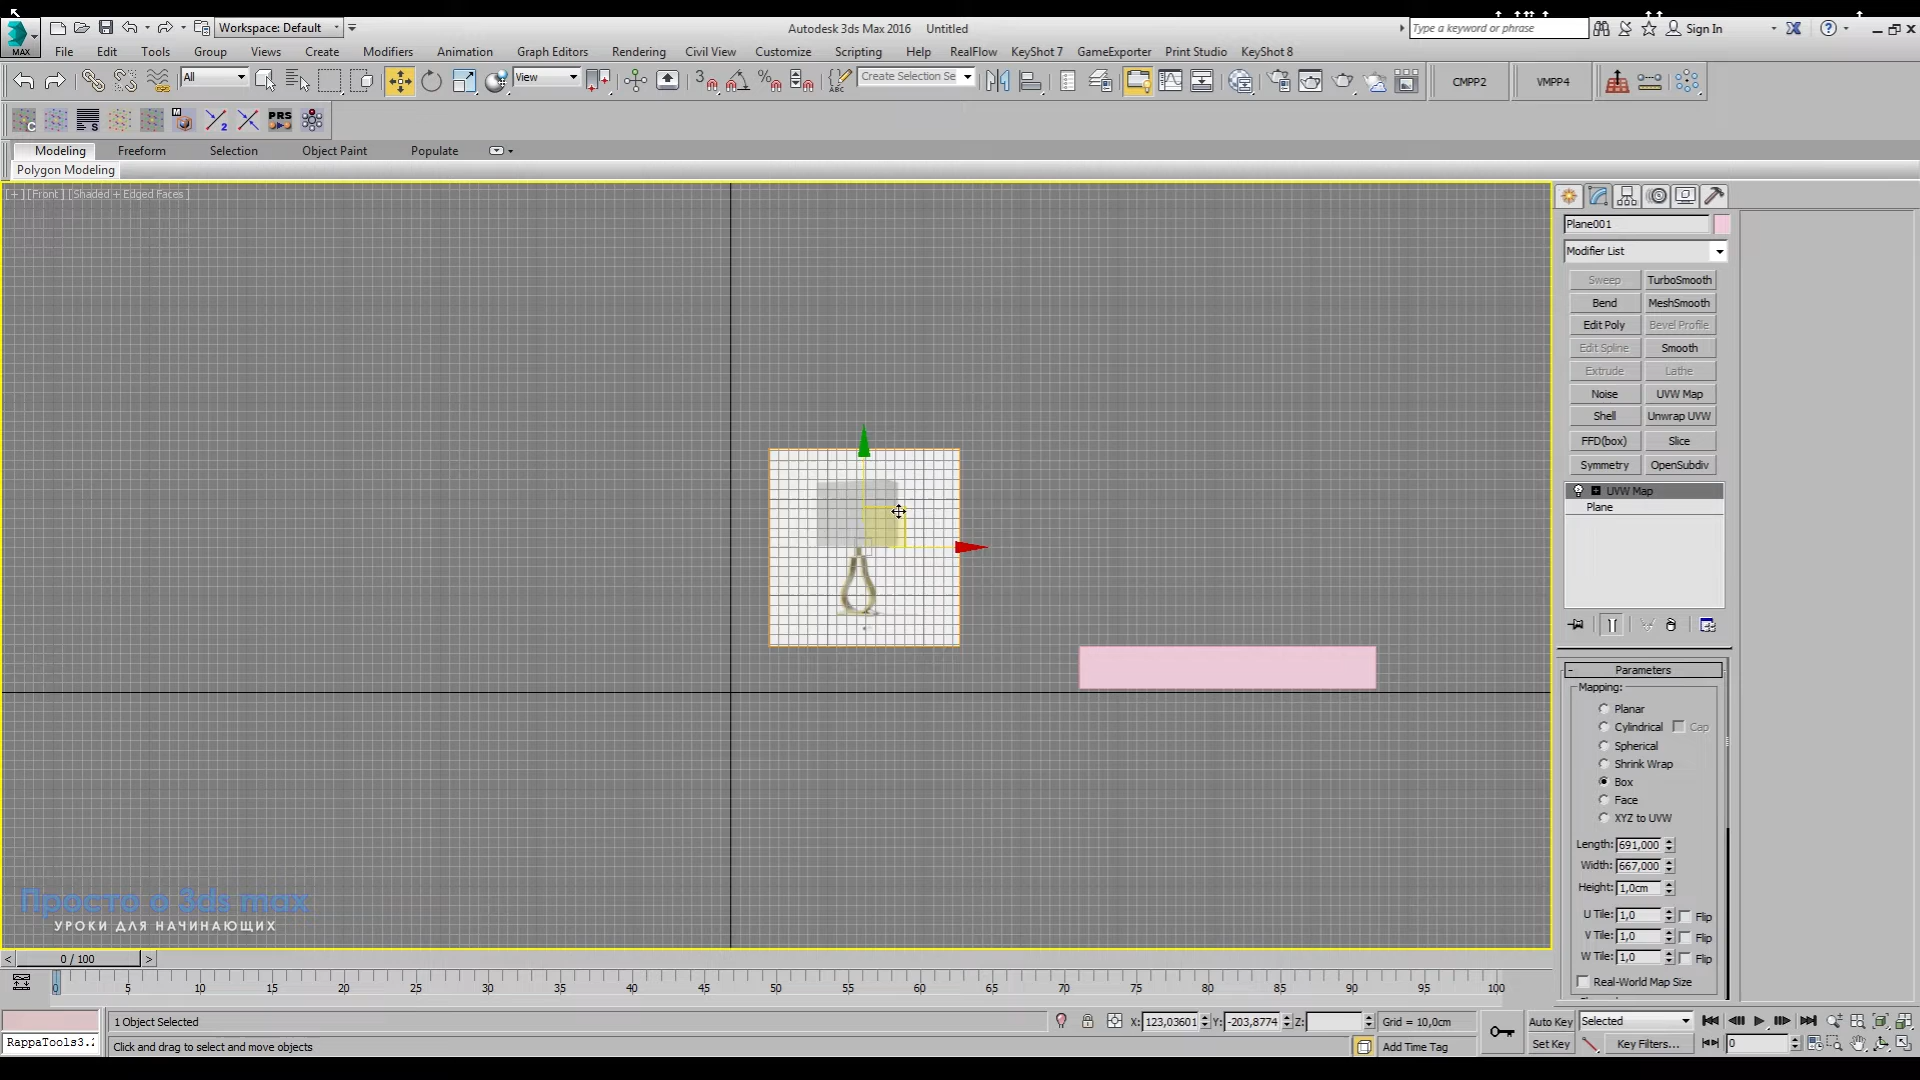 Workspace: Default
Autodesk 3ds Max 2016 Untitled
Type a keyword or phrase
Sign In
MAX
File Edit Tools Group Views Create Modifiers Animation Graph Editors Rendering Civil View Customize Scripting Help RealFlow KeyShot 7 GameExporter Print Studio KeyShot 8
All
View
Create Selection Se
CMPP2
VMPP4
PRS
Modeling Freeform Selection Object Paint Populate
Polygon Modeling
[+] [Front] [Shaded + Edged Faces]
Plane001
Modifier List
Sweep TurboSmooth
Bend MeshSmooth
Edit Poly Bevel Profile
Edit Spline Smooth
Extrude Lathe
Noise UVW Map
Shell Unwrap UVW
FFD(box) Slice
Symmetry OpenSubdiv
UVW Map
Plane
Parameters
Mapping:
Planar
Cylindrical Cap
Spherical
Shrink Wrap
Box
Face
XYZ to UVW
Length: 691,000
Width: 667,000
Height: 1,0cm
U Tile: 1,0 Flip
V Tile: 1,0 Flip
W Tile: 1,0 Flip
Real-World Map Size
Просто о 3ds max
УРОКИ ДЛЯ НАЧИНАЮЩИХ
< 0 / 100 >
0 5 10 15 20 25 30 35 40 45 50 55 60 65 70 75 80 85 90 95 100
1 Object Selected
X: 123,03601 Y: -203,8774 Z:
Grid = 10,0cm
Auto Key
Selected
RappaTools3.2
Click and drag to select and move objects
Add Time Tag
Set Key
Key Filters...
0